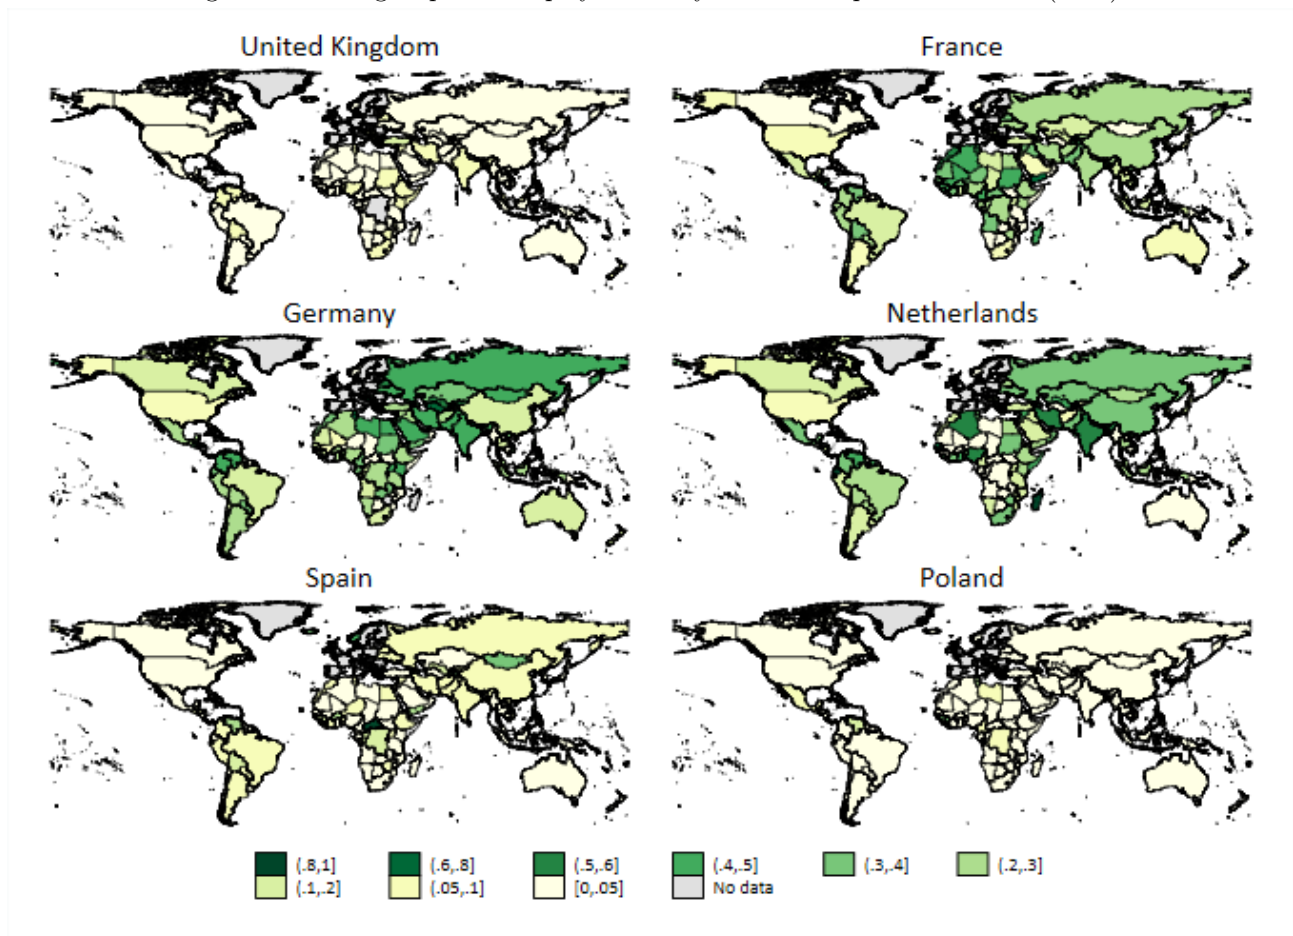 United Kingdom
France
Germany
Netherlands
Spain
Poland
(.8,1]
(.6,.8]
(.5,.6]
(.4,.5]
(.3,.4]
(.2,.3]
(.1,.2]
(.05,.1]
[0,.05]
No data